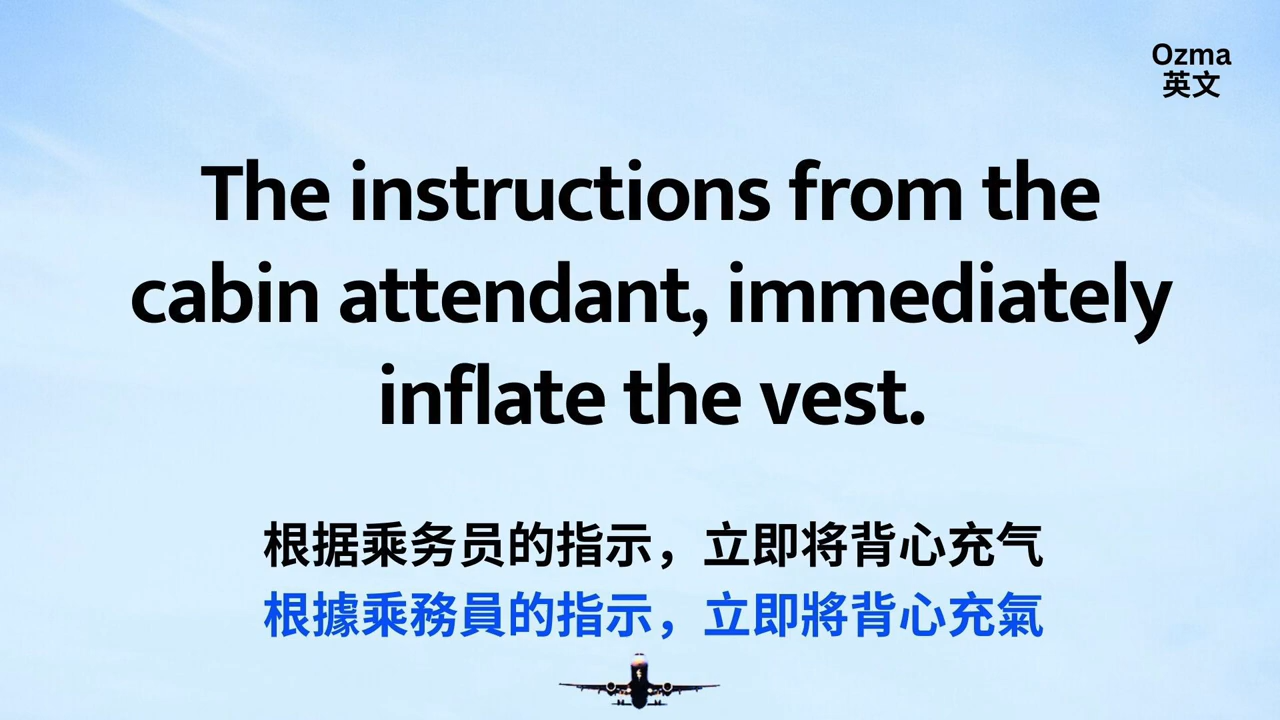 Ozma
英文
The instructions from the
cabin attendant, immediately
inflate the vest.
根据乘务员的指示，立即将背心充气
根據乘務員的指示，立即將背心充氣